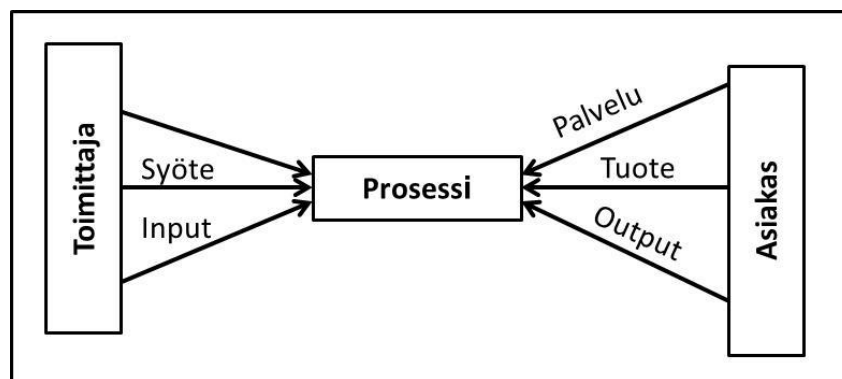 Toimittaja
Syöte
Input
Prosessi
Palvelu
Tuote
Output
Asiakas